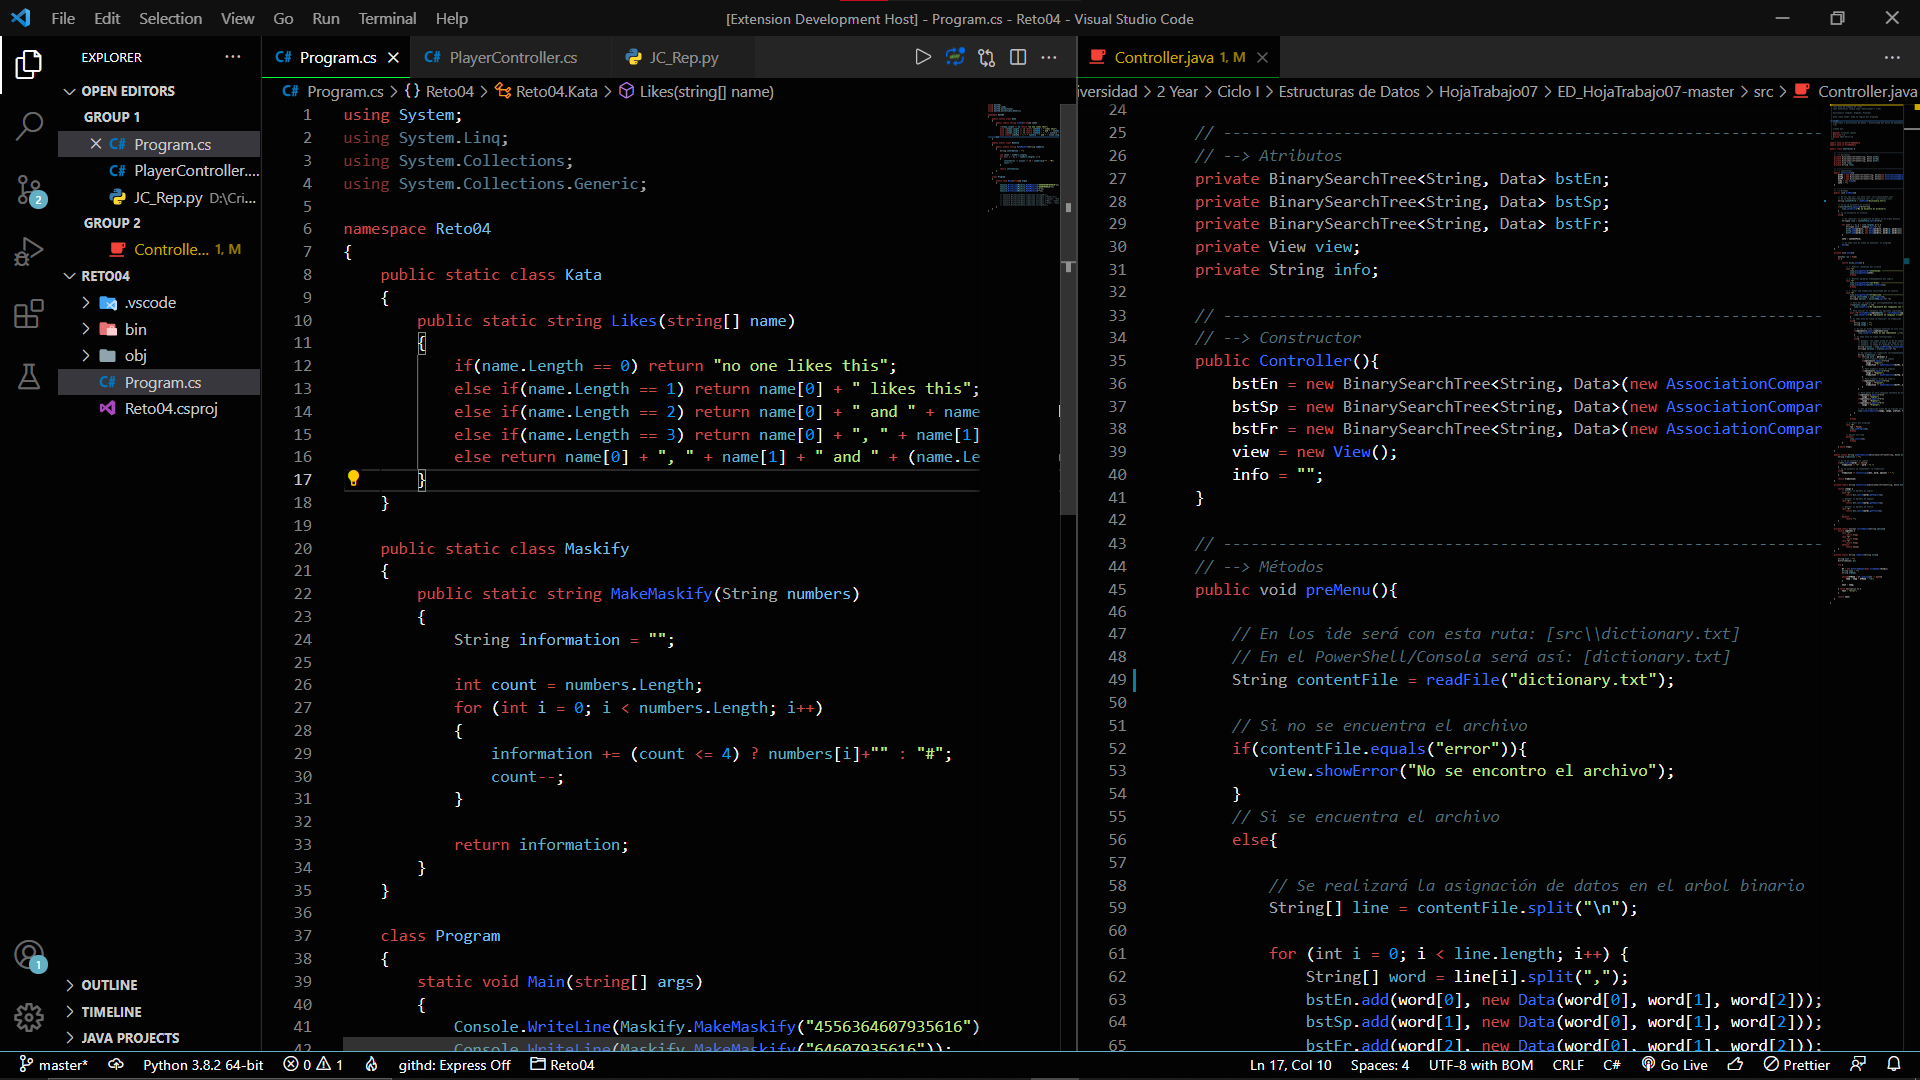 File Edit Selection View Go Run Terminal Help
[Extension Development Host] - Program.cs - Reto04 - Visual Studio Code
EXPLORER
OPEN EDITORS
GROUP 1
Program.cs
PlayerController....
JC_Rep.py D:\Cri...
GROUP 2
Controlle... 1, M
RETO04
.vscode
bin
obj
Program.cs
Reto04.csproj
OUTLINE
TIMELINE
JAVA PROJECTS
2
1
Program.cs PlayerController.cs JC_Rep.py
Program.cs > {} Reto04 > Reto04.Kata > Likes(string[] name)
1 using System;
2 using System.Linq;
3 using System.Collections;
4 using System.Collections.Generic;
5
6 namespace Reto04
7 {
8 public static class Kata
9 {
10 public static string Likes(string[] name)
11 {
12 if(name.Length == 0) return "no one likes this";
13 else if(name.Length == 1) return name[0] + " likes this";
14 else if(name.Length == 2) return name[0] + " and " + name
15 else if(name.Length == 3) return name[0] + ", " + name[1]
16 else return name[0] + ", " + name[1] + " and " + (name.Le
17 }
18 }
19
20 public static class Maskify
21 {
22 public static string MakeMaskify(String numbers)
23 {
24 String information = "";
25
26 int count = numbers.Length;
27 for (int i = 0; i < numbers.Length; i++)
28 {
29 information += (count <= 4) ? numbers[i]+"" : "#";
30 count--;
31 }
32
33 return information;
34 }
35 }
36
37 class Program
38 {
39 static void Main(string[] args)
40 {
41 Console.WriteLine(Maskify.MakeMaskify("4556364607935616")
42 Console.WriteLine(Maskify.MakeMaskify("64607935616"));
Controller.java 1, M
iversidad > 2 Year > Ciclo I > Estructuras de Datos > HojaTrabajo07 > ED_HojaTrabajo07-master > src > Controller.java
24
25 // -----------------------------------------------------------------
26 // --> Atributos
27 private BinarySearchTree<String, Data> bstEn;
28 private BinarySearchTree<String, Data> bstSp;
29 private BinarySearchTree<String, Data> bstFr;
30 private View view;
31 private String info;
32
33 // -----------------------------------------------------------------
34 // --> Constructor
35 public Controller(){
36 bstEn = new BinarySearchTree<String, Data>(new AssociationCompar
37 bstSp = new BinarySearchTree<String, Data>(new AssociationCompar
38 bstFr = new BinarySearchTree<String, Data>(new AssociationCompar
39 view = new View();
40 info = "";
41 }
42
43 // -----------------------------------------------------------------
44 // --> Métodos
45 public void preMenu(){
46
47 // En los ide será con esta ruta: [src\\dictionary.txt]
48 // En el PowerShell/Consola será así: [dictionary.txt]
49 String contentFile = readFile("dictionary.txt");
50
51 // Si no se encuentra el archivo
52 if(contentFile.equals("error")){
53 view.showError("No se encontro el archivo");
54 }
55 // Si se encuentra el archivo
56 else{
57
58 // Se realizará la asignación de datos en el arbol binario
59 String[] line = contentFile.split("\n");
60
61 for (int i = 0; i < line.length; i++) {
62 String[] word = line[i].split(",");
63 bstEn.add(word[0], new Data(word[0], word[1], word[2]));
64 bstSp.add(word[1], new Data(word[0], word[1], word[2]));
65 bstFr.add(word[2], new Data(word[0], word[1], word[2]));
master* Python 3.8.2 64-bit 0 1 githd: Express Off Reto04
Ln 17, Col 10 Spaces: 4 UTF-8 with BOM CRLF C# Go Live Prettier